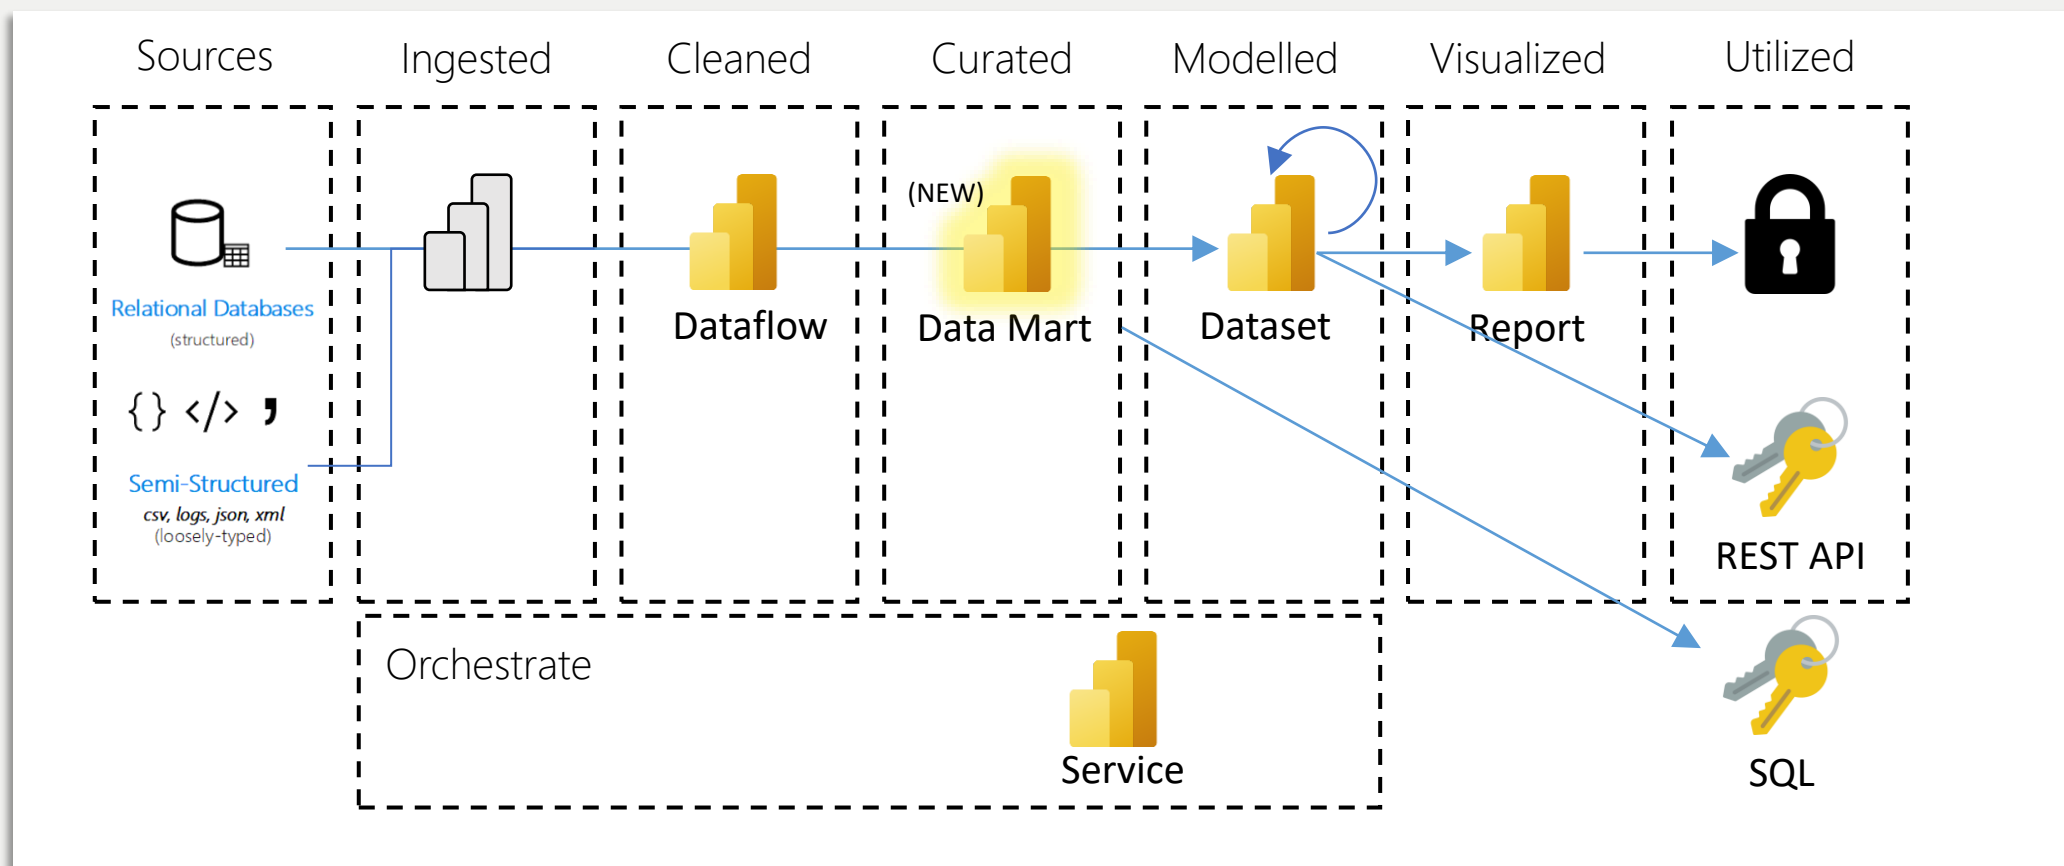 Sources
Ingested
Cleaned
Curated
Modelled
Visualized
Utilized
(NEW)
Relational Databases
(structured)
Dataflow
Data Mart
Dataset
Report
{ } </> ,
Semi-Structured
csv, logs, json, xml
(loosely-typed)
REST API
Orchestrate
Service
SQL